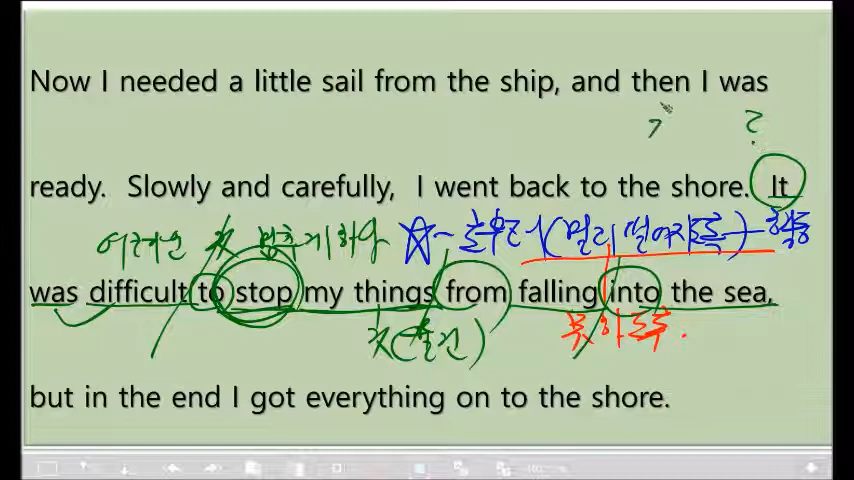 Now I needed a little sail from the ship, and then I was
?
ready. Slowly and carefully, I went back to the shore. It
어려운 것 멈추게하다 ☆~로부터 (멀리 떨어지도록)
was difficult to stop my things from falling into the sea,
것(물건) 못하도록.
but in the end I got everything on to the shore.